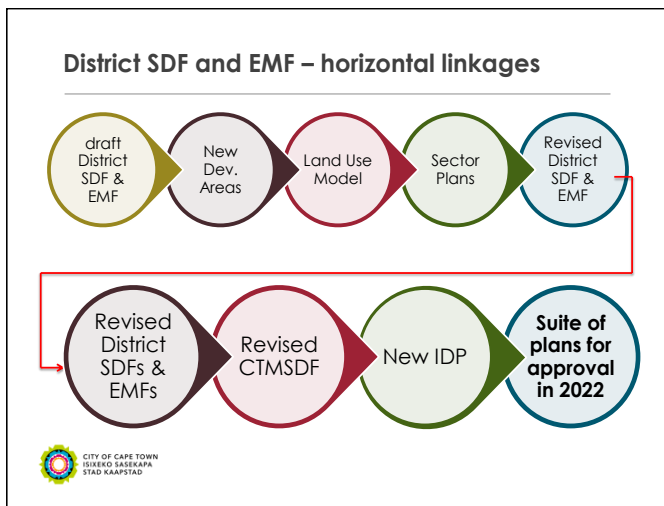 District SDF and EMF – horizontal linkages
draft
District
SDF &
EMF
New
Dev.
Areas
Land Use
Model
Sector
Plans
Revised
District
SDF &
EMF
Revised
District
SDFs &
EMFs
Revised
CTMSDF
New IDP
Suite of
plans for
approval
in 2022
CITY OF CAPE TOWN
ISIXEKO SASEKAPA
STAD KAAPSTAD